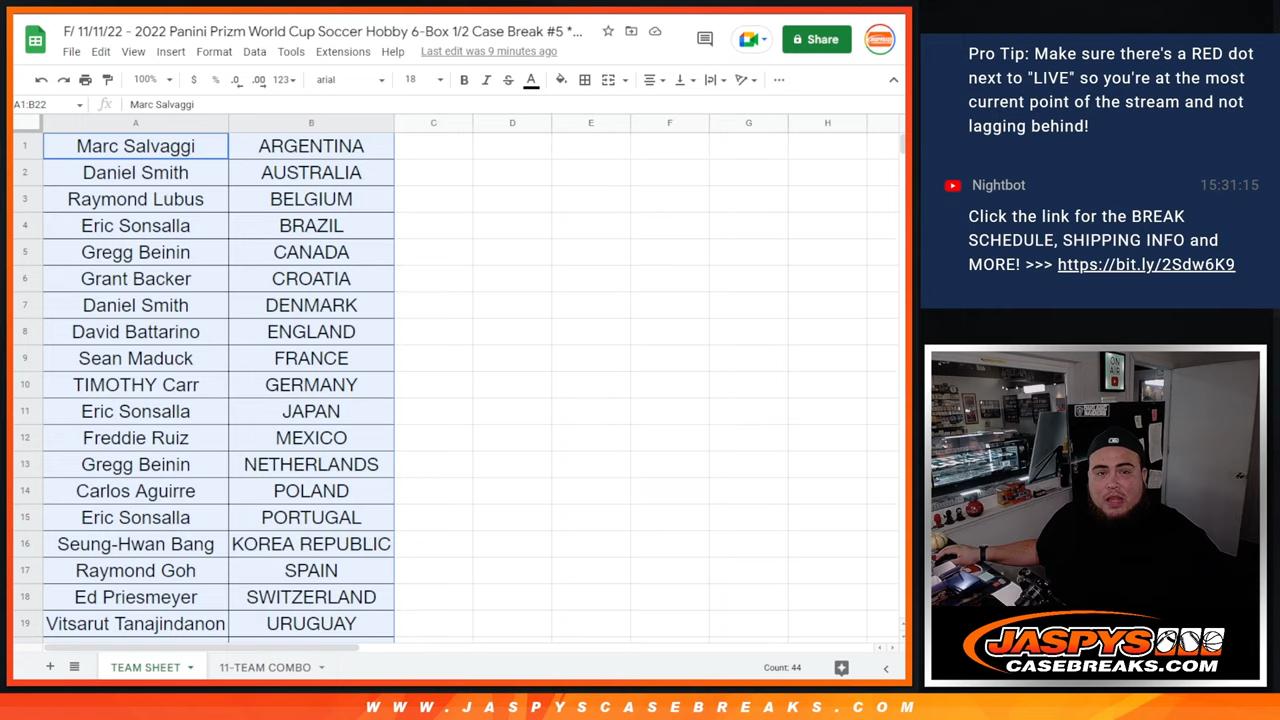 F/ 11/11/22 - 2022 Panini Prizm World Cup Soccer Hobby 6-Box 1/2 Case Break #5 *...
Share
File Edit View Insert Format Data Tools Extensions Help Last edit was 9 minutes ago
100% $ % .0 .00 123 arial 18 B I S A
A1:B22 fx Marc Salvaggi
A B C D E F G H
1 Marc Salvaggi ARGENTINA
2 Daniel Smith AUSTRALIA
3 Raymond Lubus BELGIUM
4 Eric Sonsalla BRAZIL
5 Gregg Beinin CANADA
6 Grant Backer CROATIA
7 Daniel Smith DENMARK
8 David Battarino ENGLAND
9 Sean Maduck FRANCE
10 TIMOTHY Carr GERMANY
11 Eric Sonsalla JAPAN
12 Freddie Ruiz MEXICO
13 Gregg Beinin NETHERLANDS
14 Carlos Aguirre POLAND
15 Eric Sonsalla PORTUGAL
16 Seung-Hwan Bang KOREA REPUBLIC
17 Raymond Goh SPAIN
18 Ed Priesmeyer SWITZERLAND
19 Vitsarut Tanajindanon URUGUAY
TEAM SHEET 11-TEAM COMBO Count: 44
Pro Tip: Make sure there's a RED dot
next to "LIVE" so you're at the most
current point of the stream and not
lagging behind!
Nightbot 15:31:15
Click the link for the BREAK
SCHEDULE, SHIPPING INFO and
MORE! >>> https://bit.ly/2Sdw6K9
ON
AIR
JASPYS
CASEBREAKS.COM
WWW.JASPYSCASEBREAKS.COM